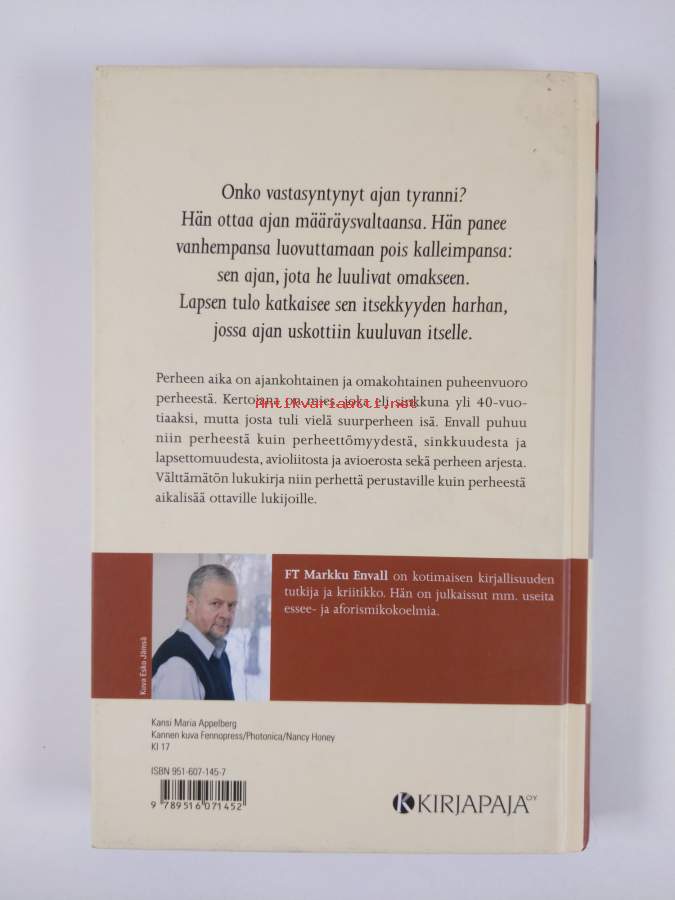 Onko vastasyntynyt ajan tyranni?
Hän ottaa ajan määräysvaltaansa. Hän panee
vanhempansa luovuttamaan pois kalleimpansa:
sen ajan, jota he luulivat omakseen.
Lapsen tulo katkaisee sen itsekkyyden harhan,
jossa ajan uskottiin kuuluvan itselle.
Perheen aika on ajankohtainen ja omakohtainen puheenvuoro
perheestä. Kertojana on mies, joka eli sinkkuna yli 40-vuo-
Antikvariaatti.net
tiaaksi, mutta josta tuli vielä suurperheen isä. Envall puhuu
niin perheestä kuin perheettömyydestä, sinkkuudesta ja
lapsettomuudesta, avioliitosta ja avioerosta sekä perheen arjesta.
Välttämätön lukukirja niin perhettä perustaville kuin perheestä
aikalisää ottaville lukijoille.
Kuva Esko Jämsä
FT Markku Envall on kotimaisen kirjallisuuden
tutkija ja kriitikko. Hän on julkaissut mm. useita
essee- ja aforismikokoelmia.
Kansi Maria Appelberg
Kannen kuva Fennopress/Photonica/Nancy Honey
Kl 17
ISBN 951-607-145-7
9 789516 071452
KIRJAPAJA OY